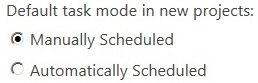 Default task mode in new projects:
Manually Scheduled
Automatically Scheduled